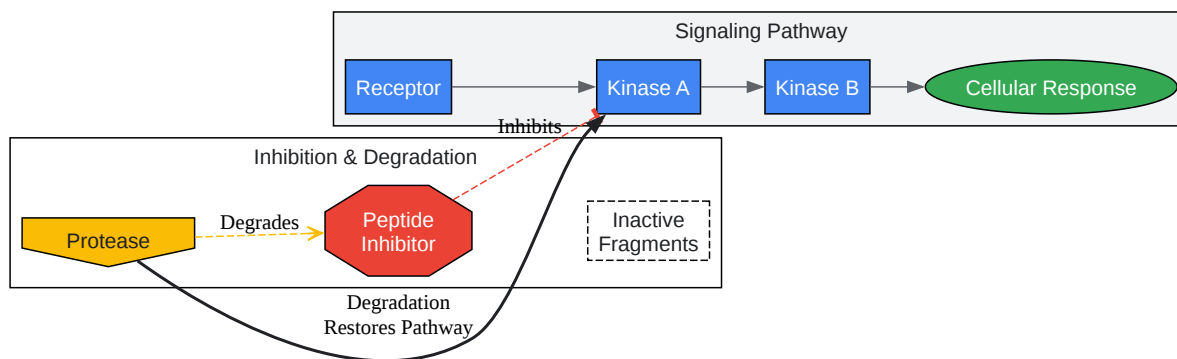 Signaling Pathway
Receptor
Kinase A
Kinase B
Cellular Response
Inhibits
Inhibition & Degradation
Protease
Degrades
Peptide
Inhibitor
Inactive
Fragments
Degradation
Restores Pathway